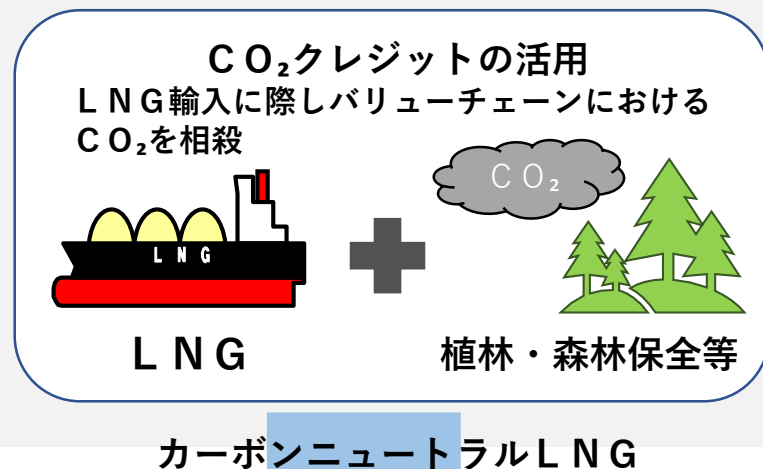 ＣＯ₂クレジットの活用
ＬＮＧ輸入に際しバリューチェーンにおける
ＣＯ₂を相殺
ＣＯ₂
ＬＮＧ
ＬＮＧ
植林・森林保全等
カーボンニュートラルＬＮＧ